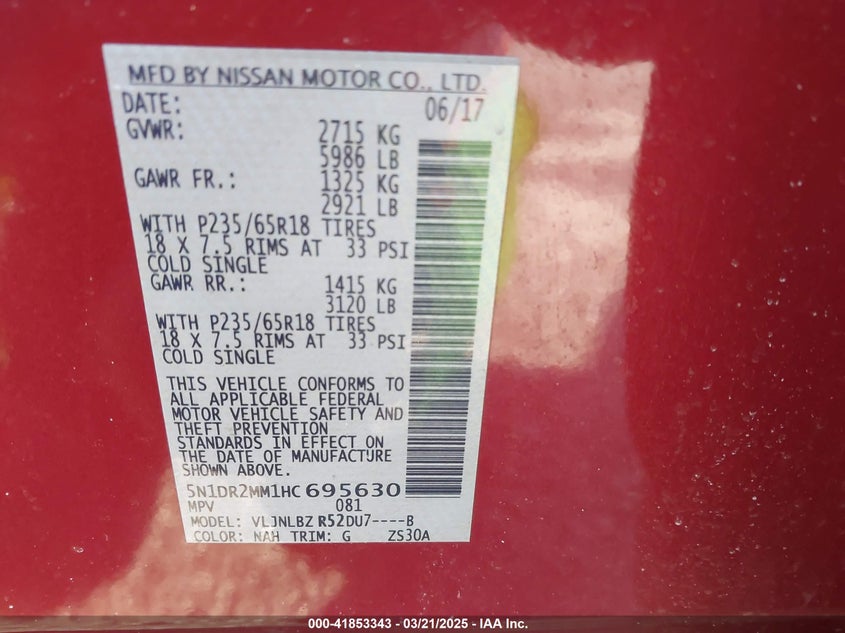 MFD BY NISSAN MOTOR CO., LTD.
DATE: 06/17
GVWR: 2715 KG
5986 LB
GAWR FR.: 1325 KG
2921 LB
WITH P235/65R18 TIRES
18 X 7.5 RIMS AT 33 PSI
COLD SINGLE
GAWR RR.: 1415 KG
3120 LB
WITH P235/65R18 TIRES
18 X 7.5 RIMS AT 33 PSI
COLD SINGLE
THIS VEHICLE CONFORMS TO
ALL APPLICABLE FEDERAL
MOTOR VEHICLE SAFETY AND
THEFT PREVENTION
STANDARDS IN EFFECT ON
THE DATE OF MANUFACTURE
SHOWN ABOVE.
5N1DR2MM1HC695630
MPV 081
MODEL: VLJNLBZ R52DU7----B
COLOR: NAH TRIM: G ZS30A
000-41853343 - 03/21/2025 - IAA Inc.